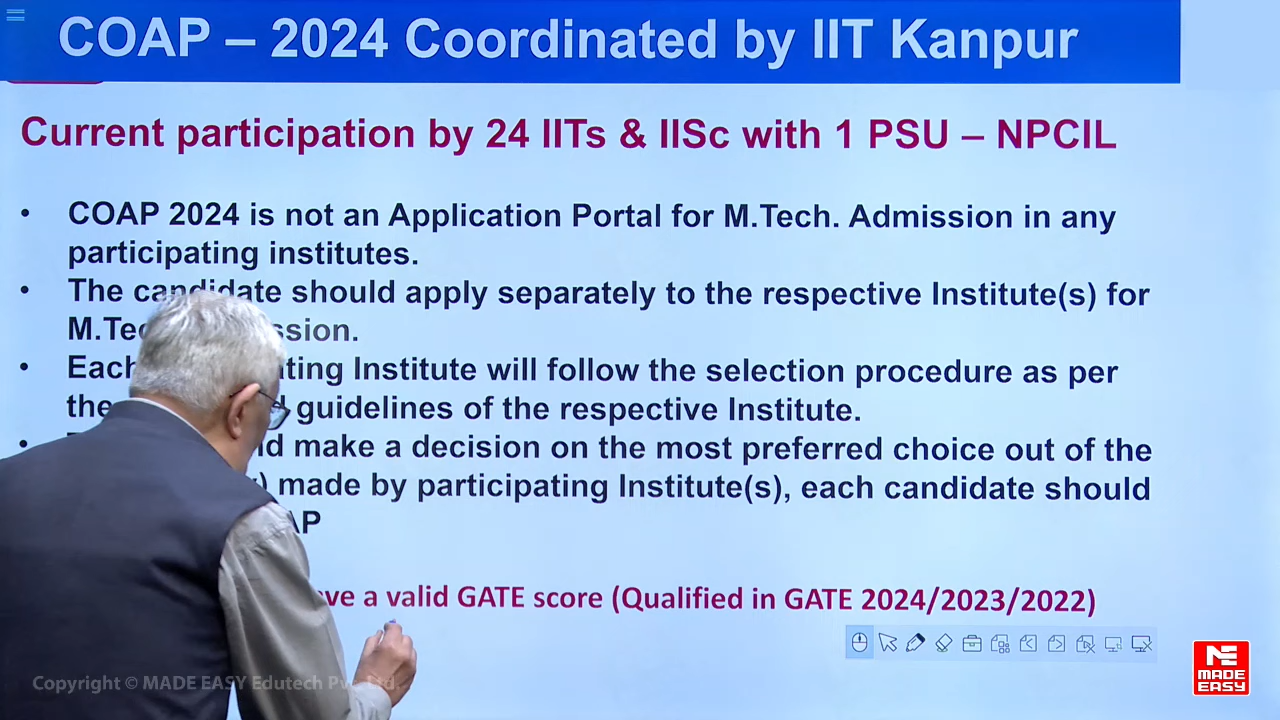 COAP – 2024 Coordinated by IIT Kanpur
Current participation by 24 IITs & IISc with 1 PSU – NPCIL
• COAP 2024 is not an Application Portal for M.Tech. Admission in any
participating institutes.
• The candidate should apply separately to the respective Institute(s) for
M.Tec ssion.
• Each ting Institute will follow the selection procedure as per
the guidelines of the respective Institute.
• make a decision on the most preferred choice out of the
made by participating Institute(s), each candidate should
AP
ve a valid GATE score (Qualified in GATE 2024/2023/2022)
Copyright © MADE EASY Edutech Pvt. Ltd.
MADE
EASY